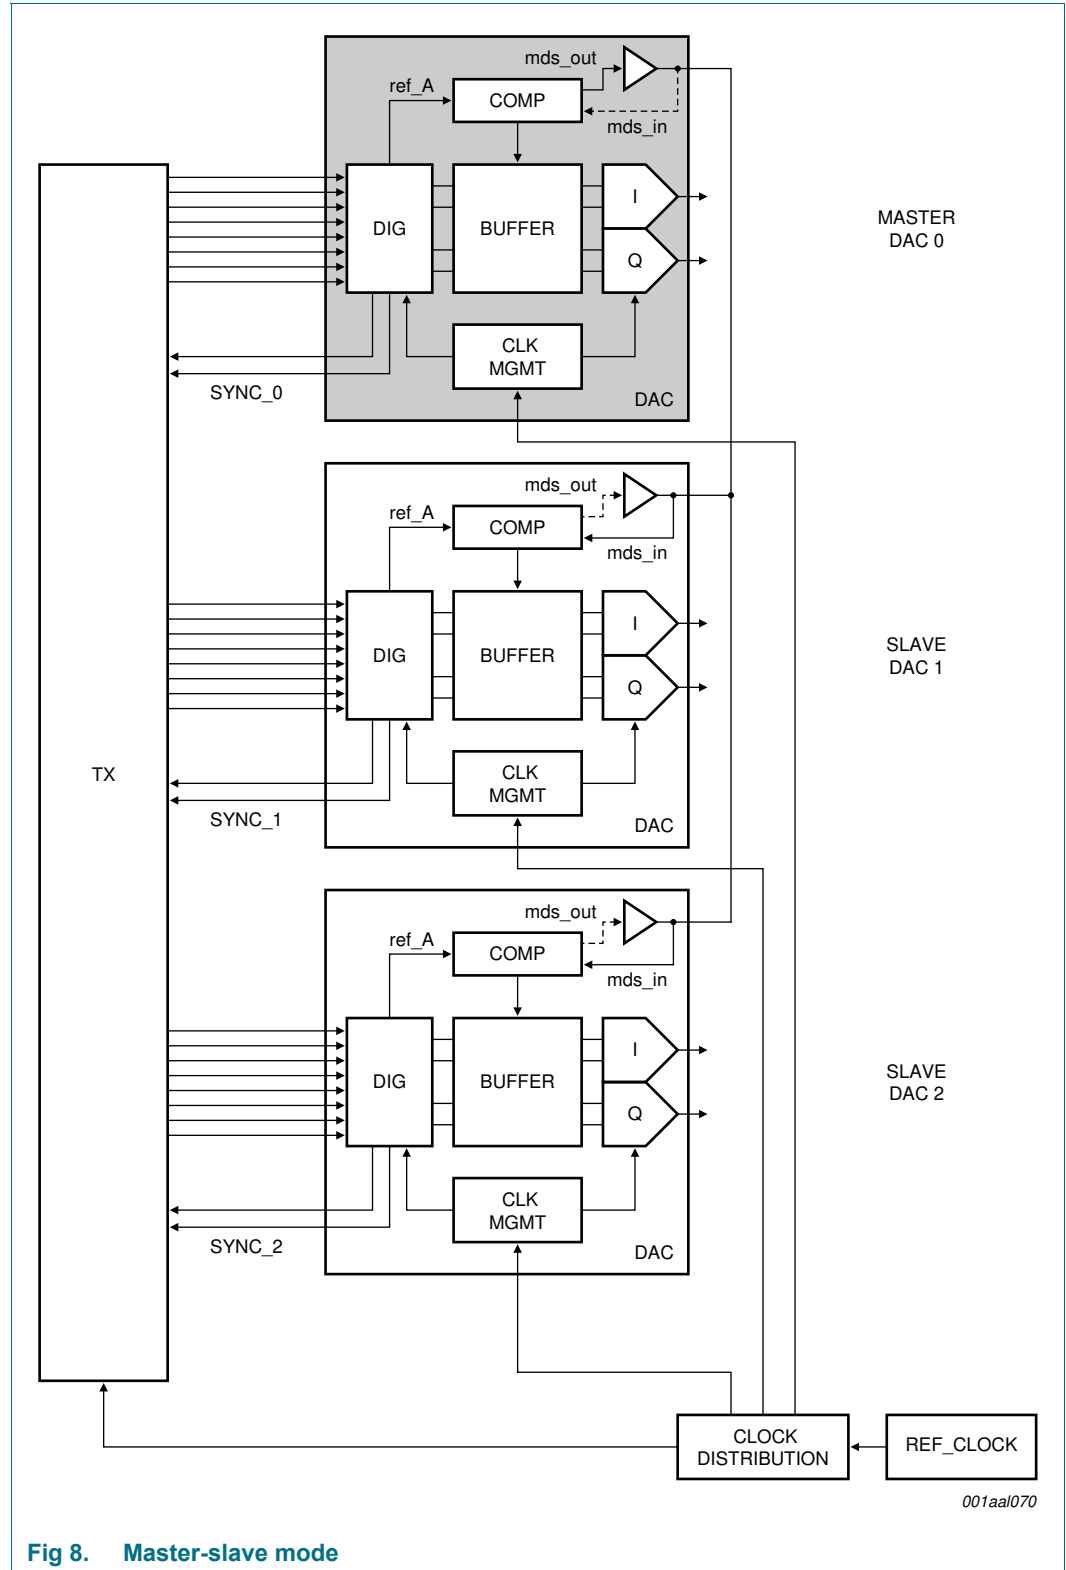 mds_out
ref_A
COMP
mds_in
DIG
BUFFER
I
Q
MASTER
DAC 0
CLK
MGMT
SYNC_0
DAC
mds_out
ref_A
COMP
mds_in
DIG
BUFFER
I
Q
SLAVE
DAC 1
TX
CLK
MGMT
SYNC_1
DAC
mds_out
ref_A
COMP
mds_in
DIG
BUFFER
I
Q
SLAVE
DAC 2
CLK
MGMT
SYNC_2
DAC
CLOCK
DISTRIBUTION
REF_CLOCK
001aal070
Fig 8. Master-slave mode